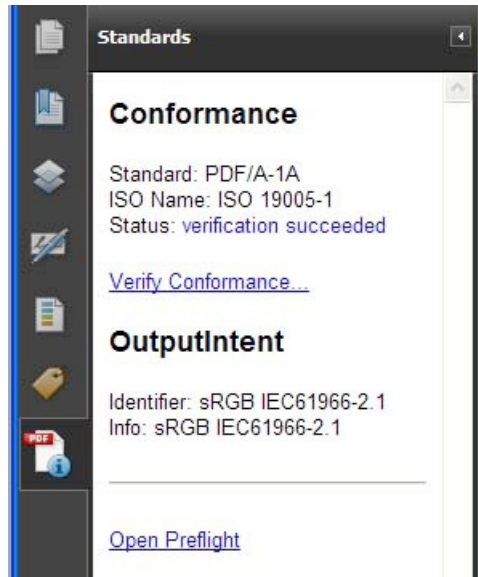 Standards
Conformance
Standard: PDF/A-1A
ISO Name: ISO 19005-1
Status: verification succeeded
Verify Conformance...
OutputIntent
Identifier: sRGB IEC61966-2.1
Info: sRGB IEC61966-2.1
PDF
Open Preflight